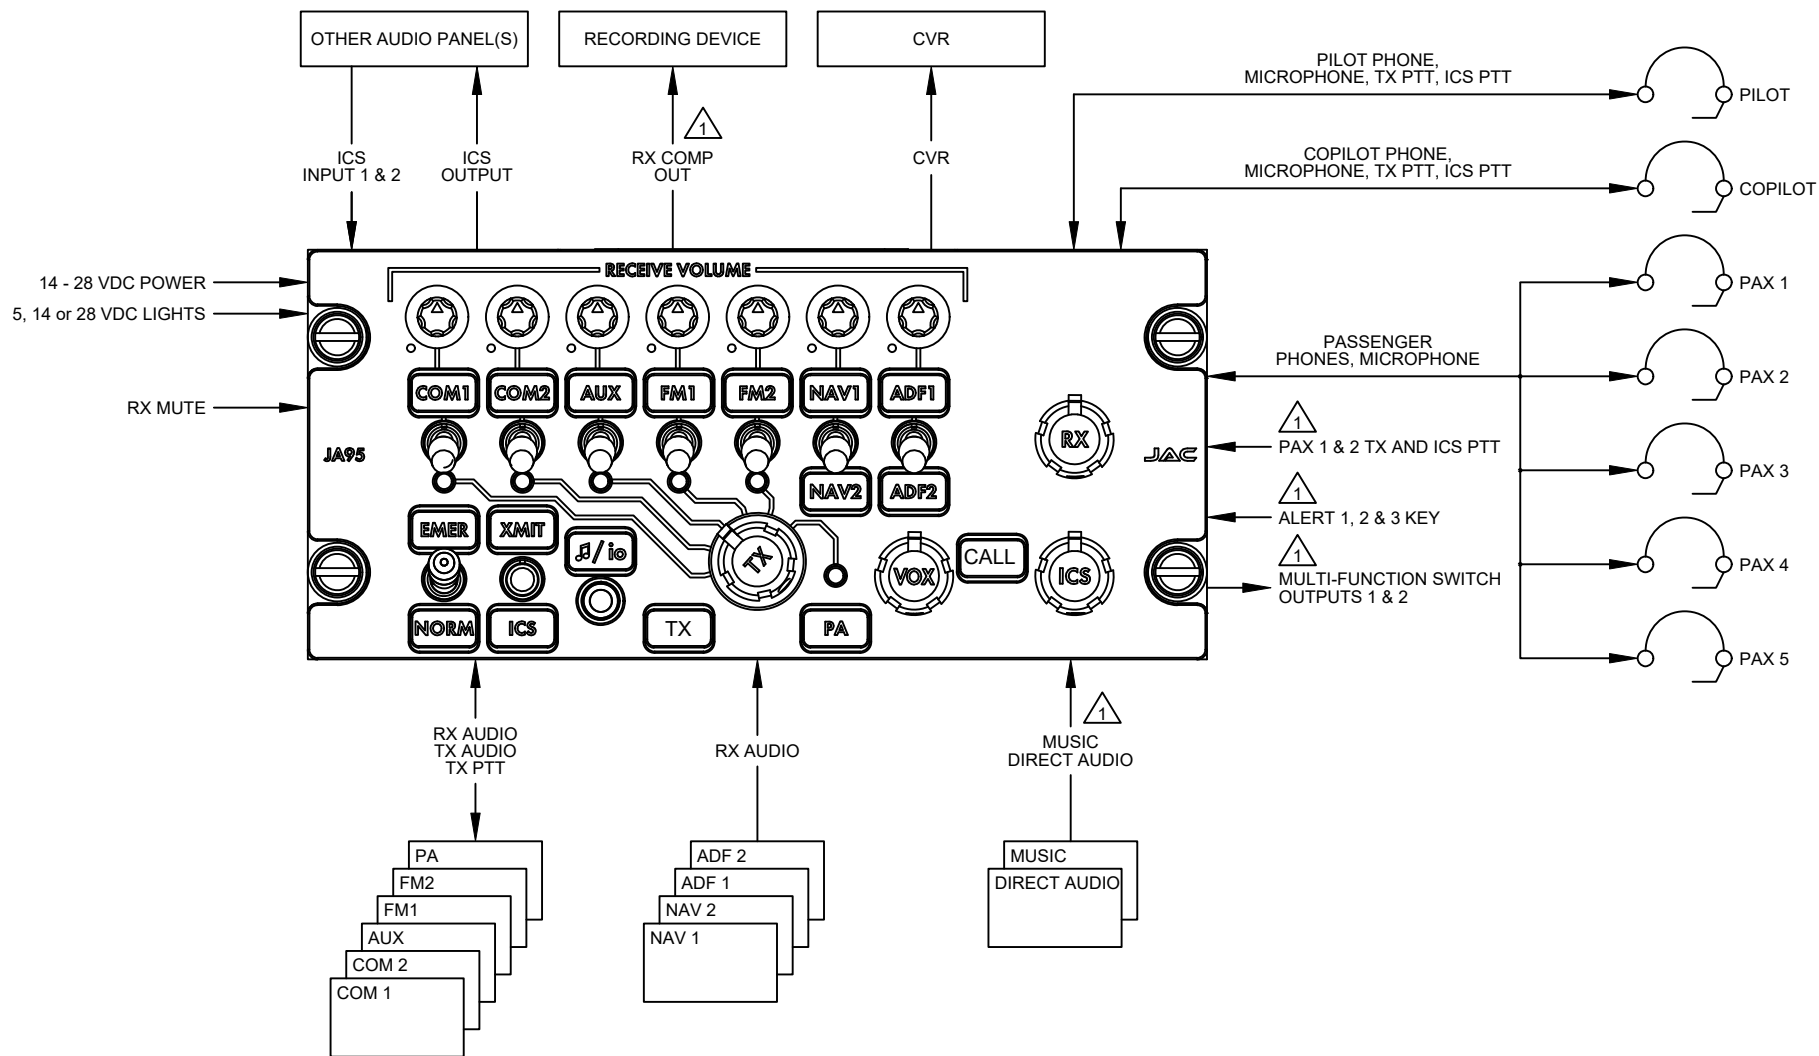 OTHER AUDIO PANEL(S)
RECORDING DEVICE
CVR
ICS
INPUT 1 & 2
ICS
OUTPUT
1
RX COMP
OUT
CVR
PILOT PHONE,
MICROPHONE, TX PTT, ICS PTT
PILOT
COPILOT PHONE,
MICROPHONE, TX PTT, ICS PTT
COPILOT
14 - 28 VDC POWER
5, 14 or 28 VDC LIGHTS
RX MUTE
RECEIVE VOLUME
COM1
COM2
AUX
FM1
FM2
NAV1
ADF1
RX
JA95
JAC
NAV2
ADF2
EMER
XMIT
♫/io
TX
VOX
CALL
ICS
NORM
ICS
TX
PA
PASSENGER
PHONES, MICROPHONE
1
PAX 1 & 2 TX AND ICS PTT
1
ALERT 1, 2 & 3 KEY
1
MULTI-FUNCTION SWITCH
OUTPUTS 1 & 2
PAX 1
PAX 2
PAX 3
PAX 4
PAX 5
RX AUDIO
TX AUDIO
TX PTT
RX AUDIO
1
MUSIC
DIRECT AUDIO
PA
FM2
FM1
AUX
COM 2
COM 1
ADF 2
ADF 1
NAV 2
NAV 1
MUSIC
DIRECT AUDIO